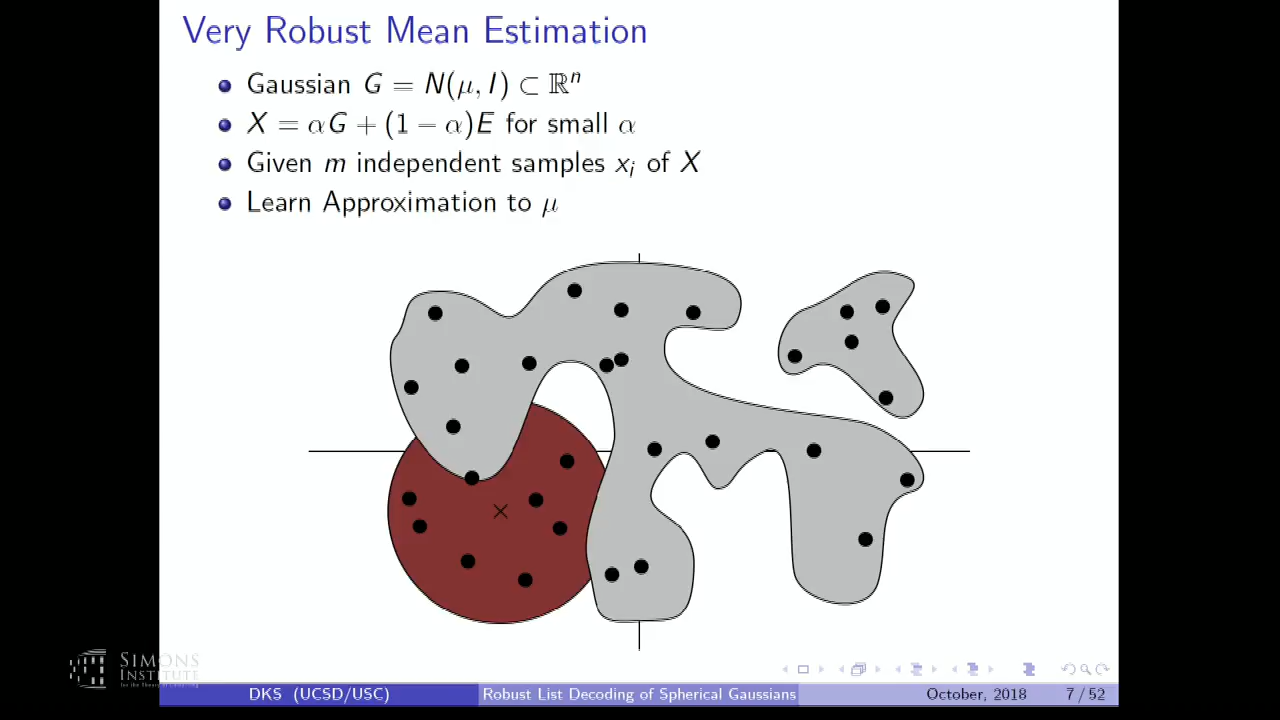 Very Robust Mean Estimation
Gaussian G = N(μ, I) ⊂ ℝⁿ
X = αG + (1 − α)E for small α
Given m independent samples xᵢ of X
Learn Approximation to μ
SIMONS
INSTITUTE
DKS (UCSD/USC) Robust List Decoding of Spherical Gaussians October, 2018 7 / 52